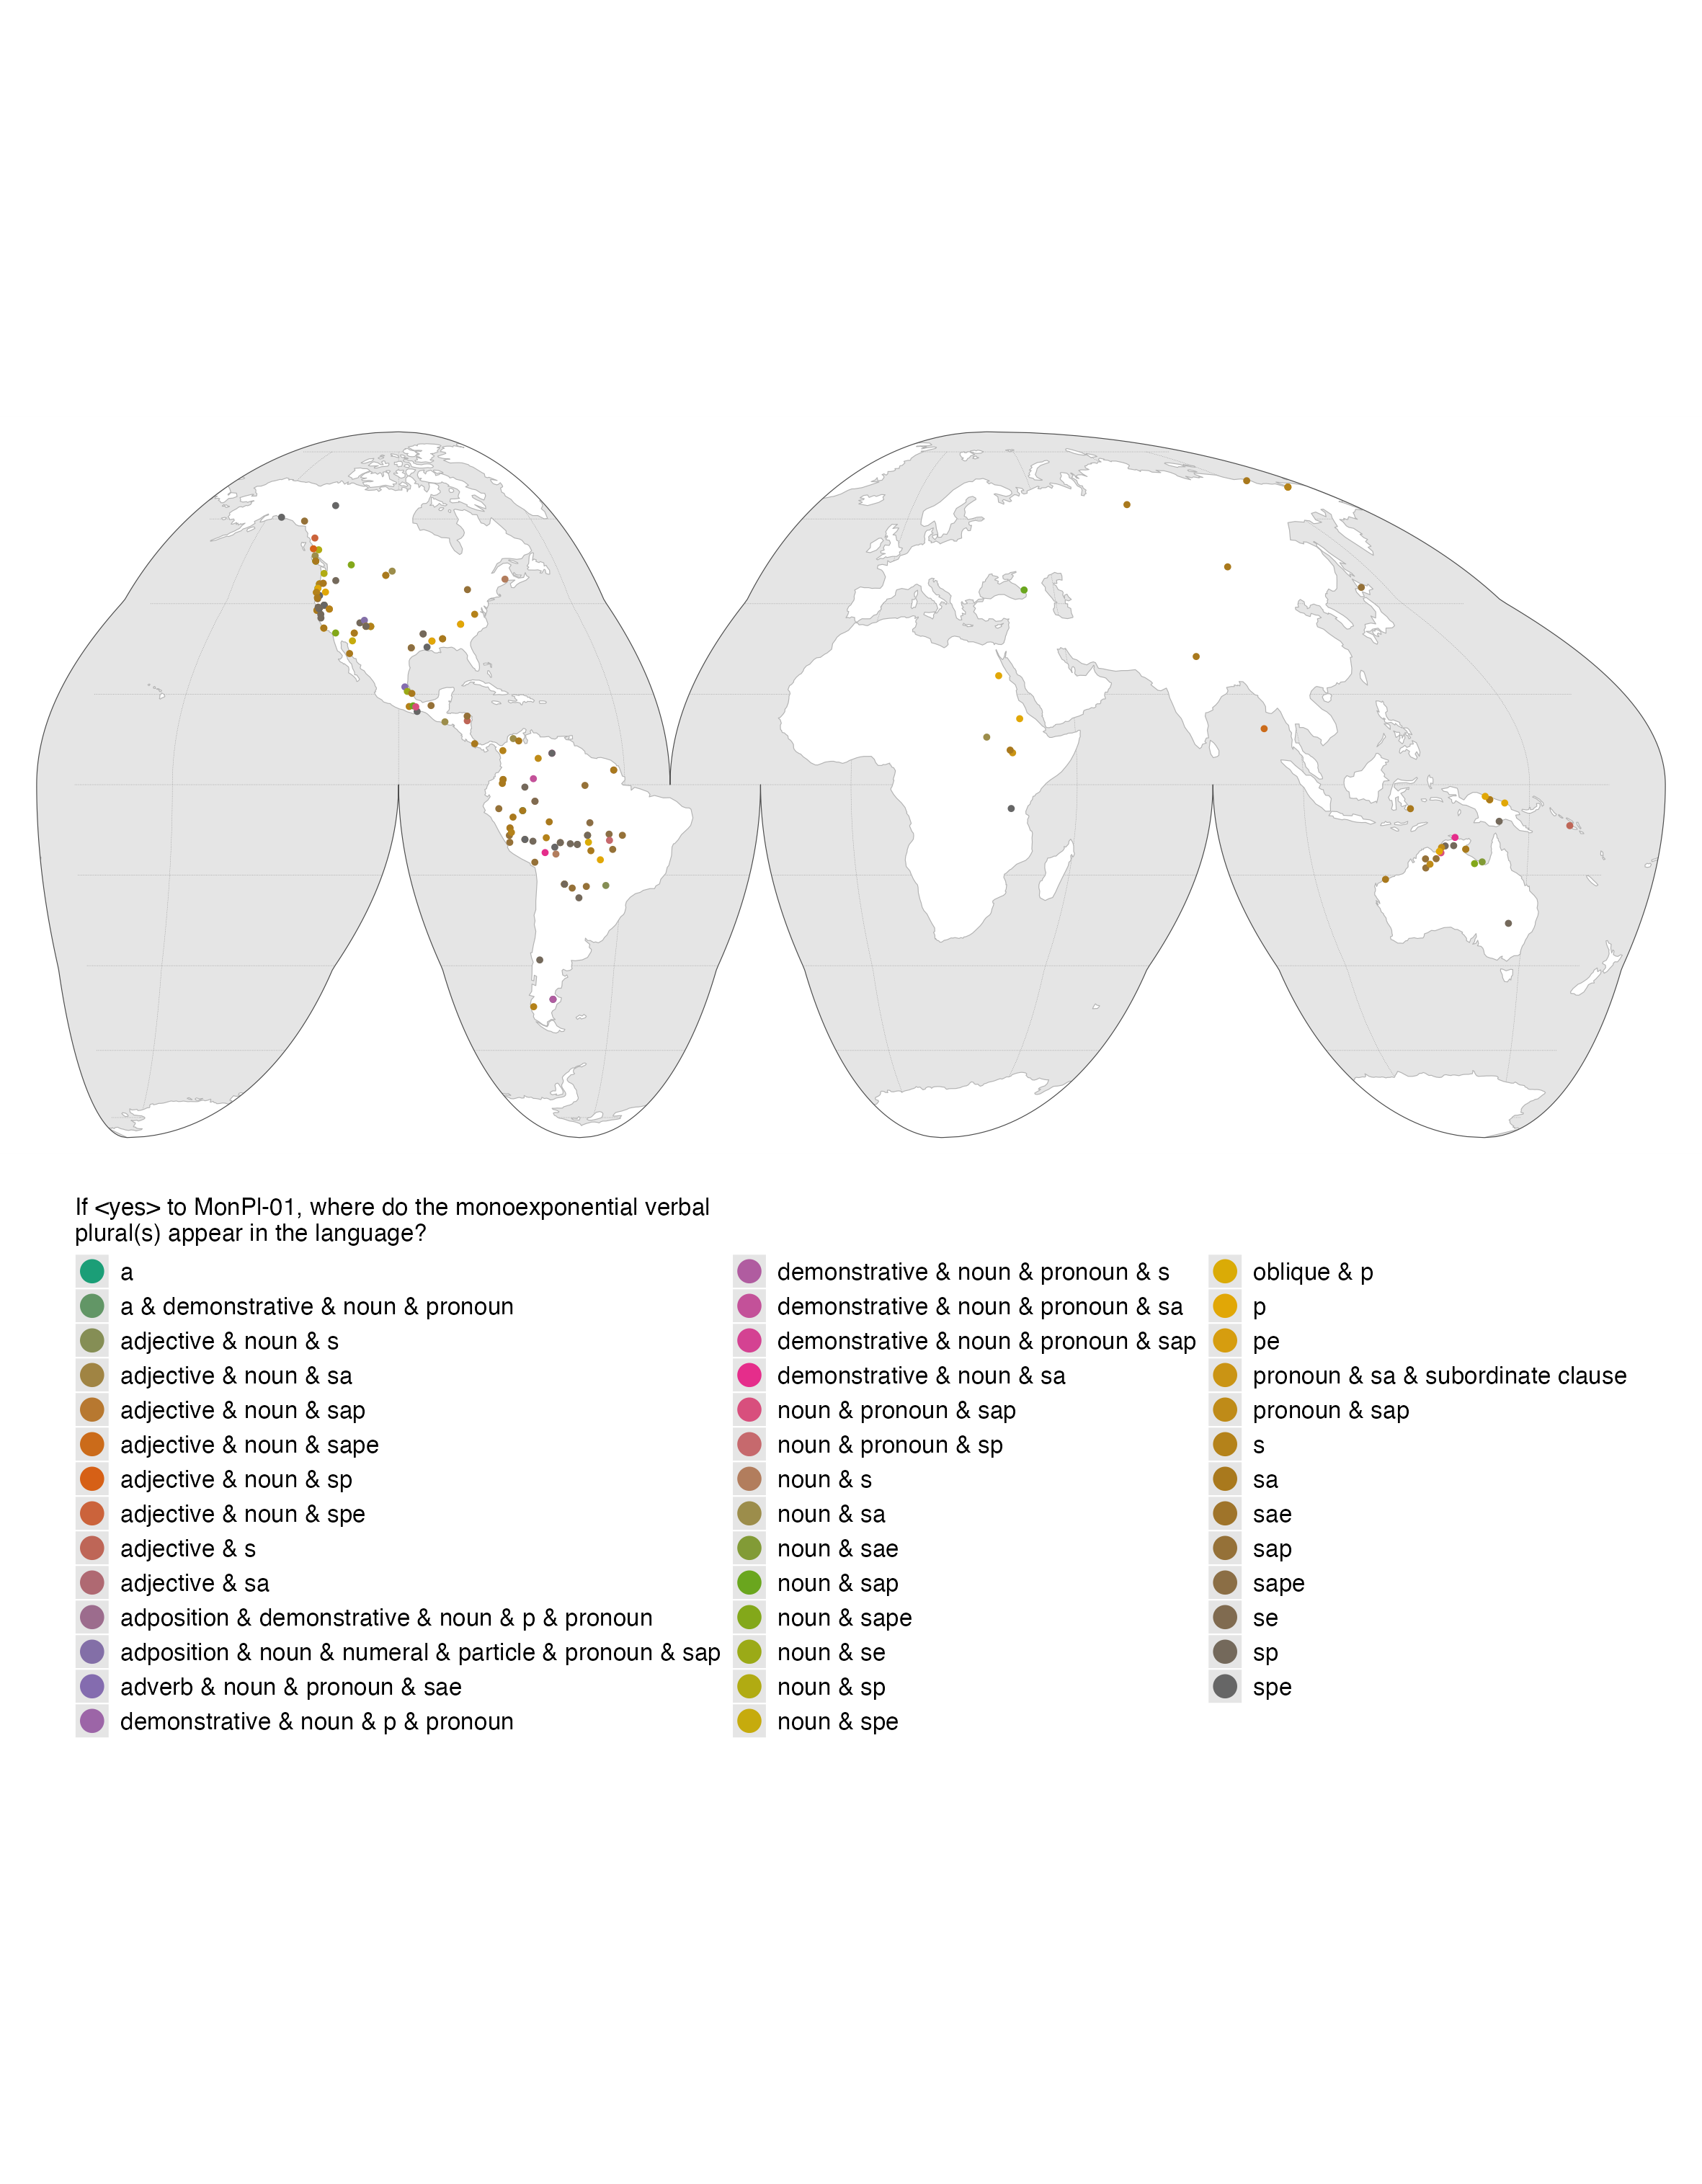 If <yes> to MonPl-01, where do the monoexponential verbal
plural(s) appear in the language?
a
a & demonstrative & noun & pronoun
adjective & noun & s
adjective & noun & sa
adjective & noun & sap
adjective & noun & sape
adjective & noun & sp
adjective & noun & spe
adjective & s
adjective & sa
adposition & demonstrative & noun & p & pronoun
adposition & noun & numeral & particle & pronoun & sap
adverb & noun & pronoun & sae
demonstrative & noun & p & pronoun
demonstrative & noun & pronoun & s
demonstrative & noun & pronoun & sa
demonstrative & noun & pronoun & sap
demonstrative & noun & sa
noun & pronoun & sap
noun & pronoun & sp
noun & s
noun & sa
noun & sae
noun & sap
noun & sape
noun & se
noun & sp
noun & spe
oblique & p
p
pe
pronoun & sa & subordinate clause
pronoun & sap
s
sa
sae
sap
sape
se
sp
spe